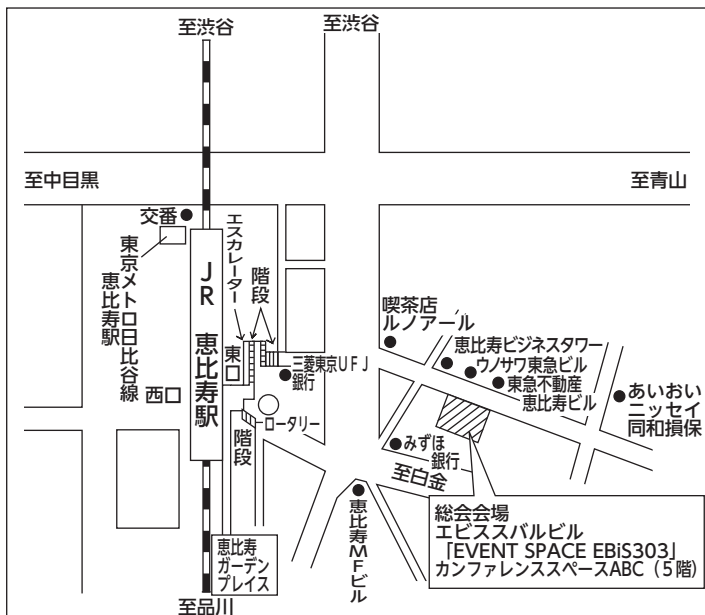 至渋谷
至渋谷
至中目黒
至青山
交番
東京メトロ日比谷線
恵比寿駅
JR 恵比寿駅
エスカレーター
階段
東口
西口
三菱東京UFJ
銀行
ロータリー
階段
喫茶店
ルノアール
恵比寿ビジネスタワー
ウノサワ東急ビル
東急不動産
恵比寿ビル
あいおい
ニッセイ
同和損保
みずほ
銀行
至白金
恵比寿MFビル
恵比寿
ガーデン
プレイス
至品川
総会会場
エビススバルビル
「EVENT SPACE EBiS303」
カンファレンススペースABC（5階）